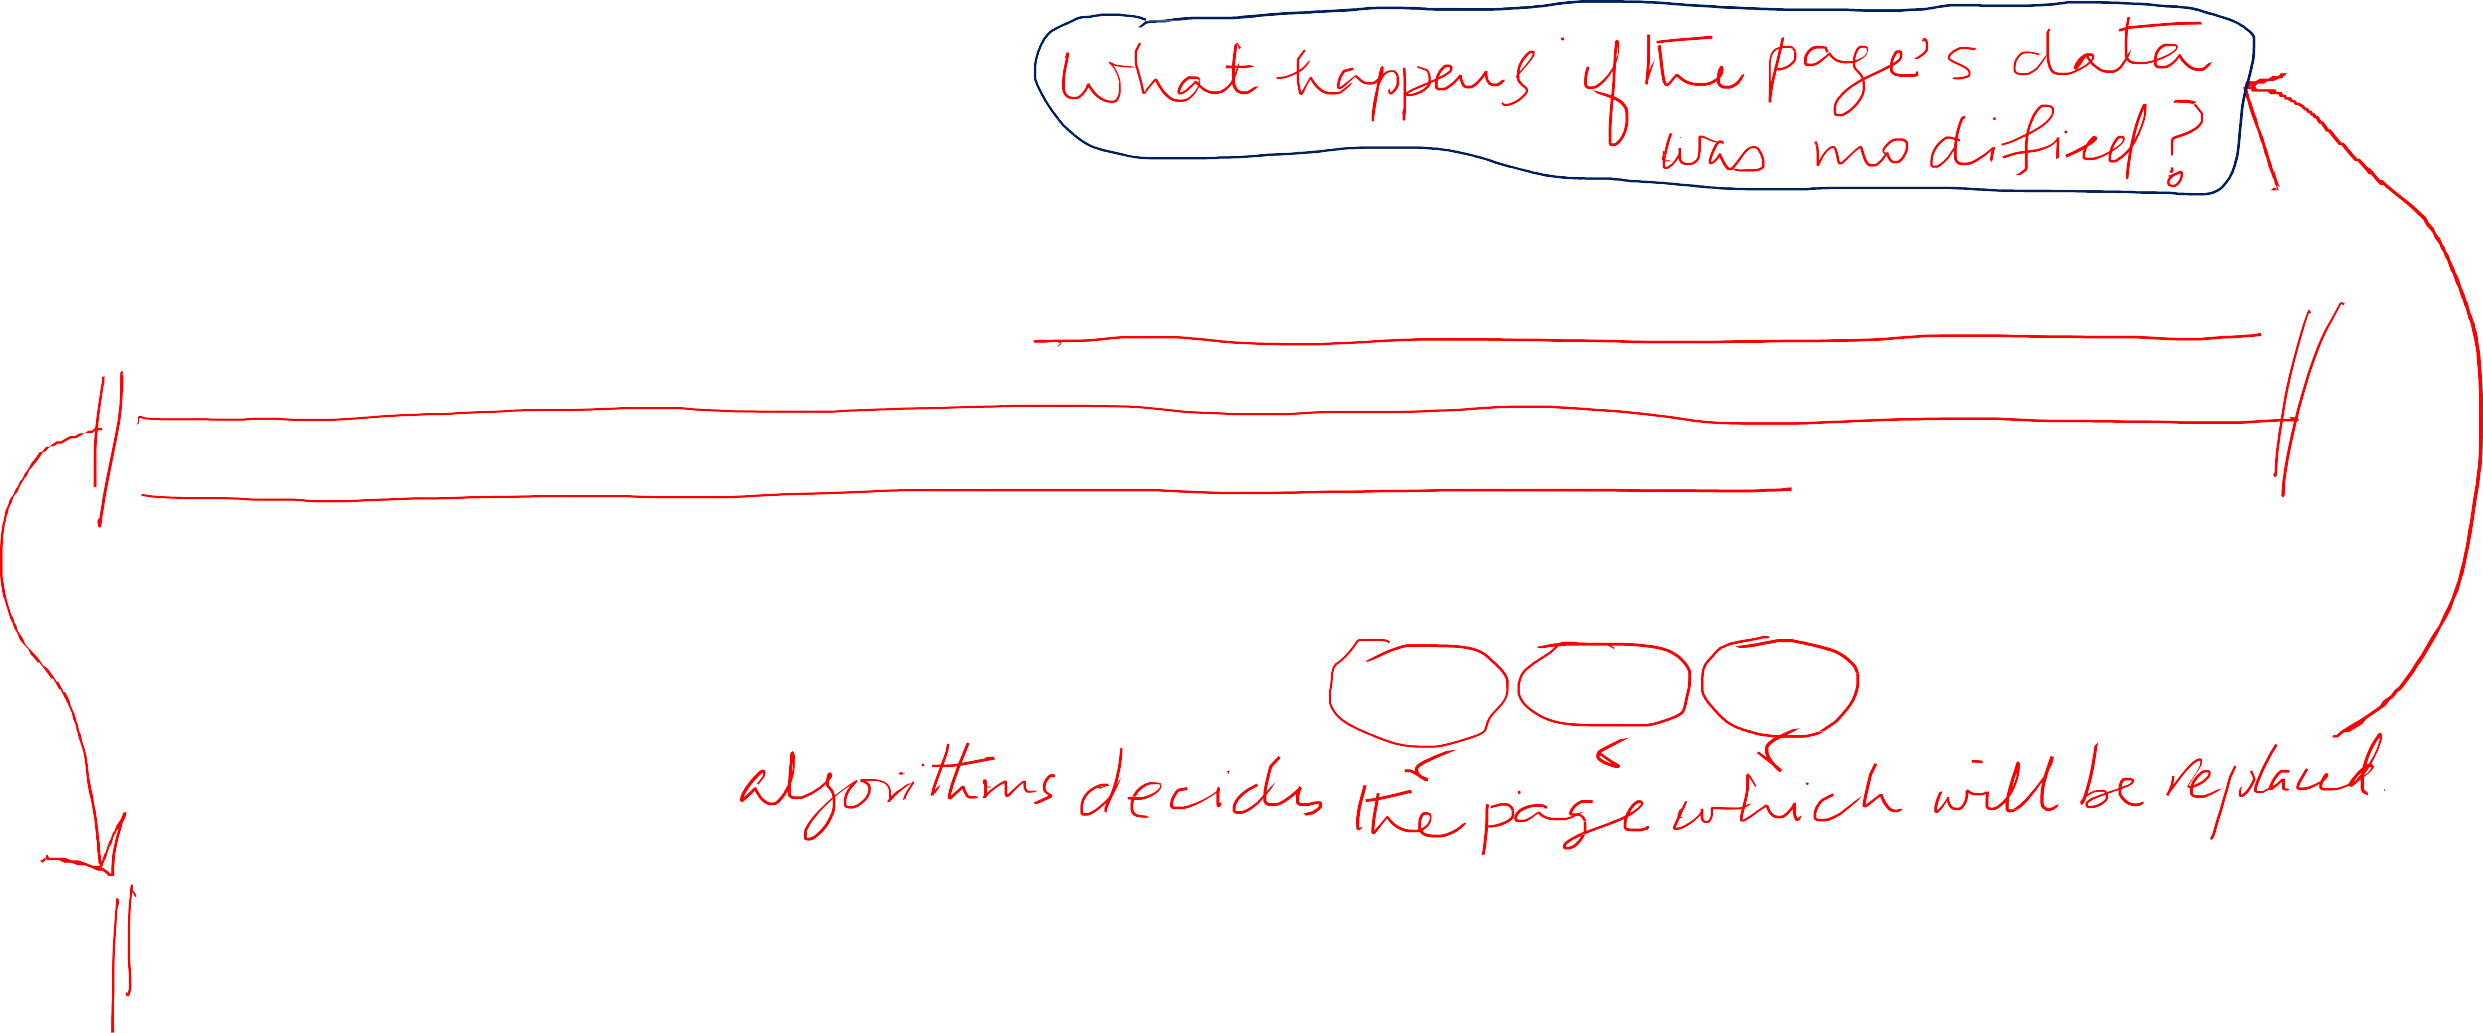 What happens if the page's data
was modified?
algorithms decides the page which will be replaced.